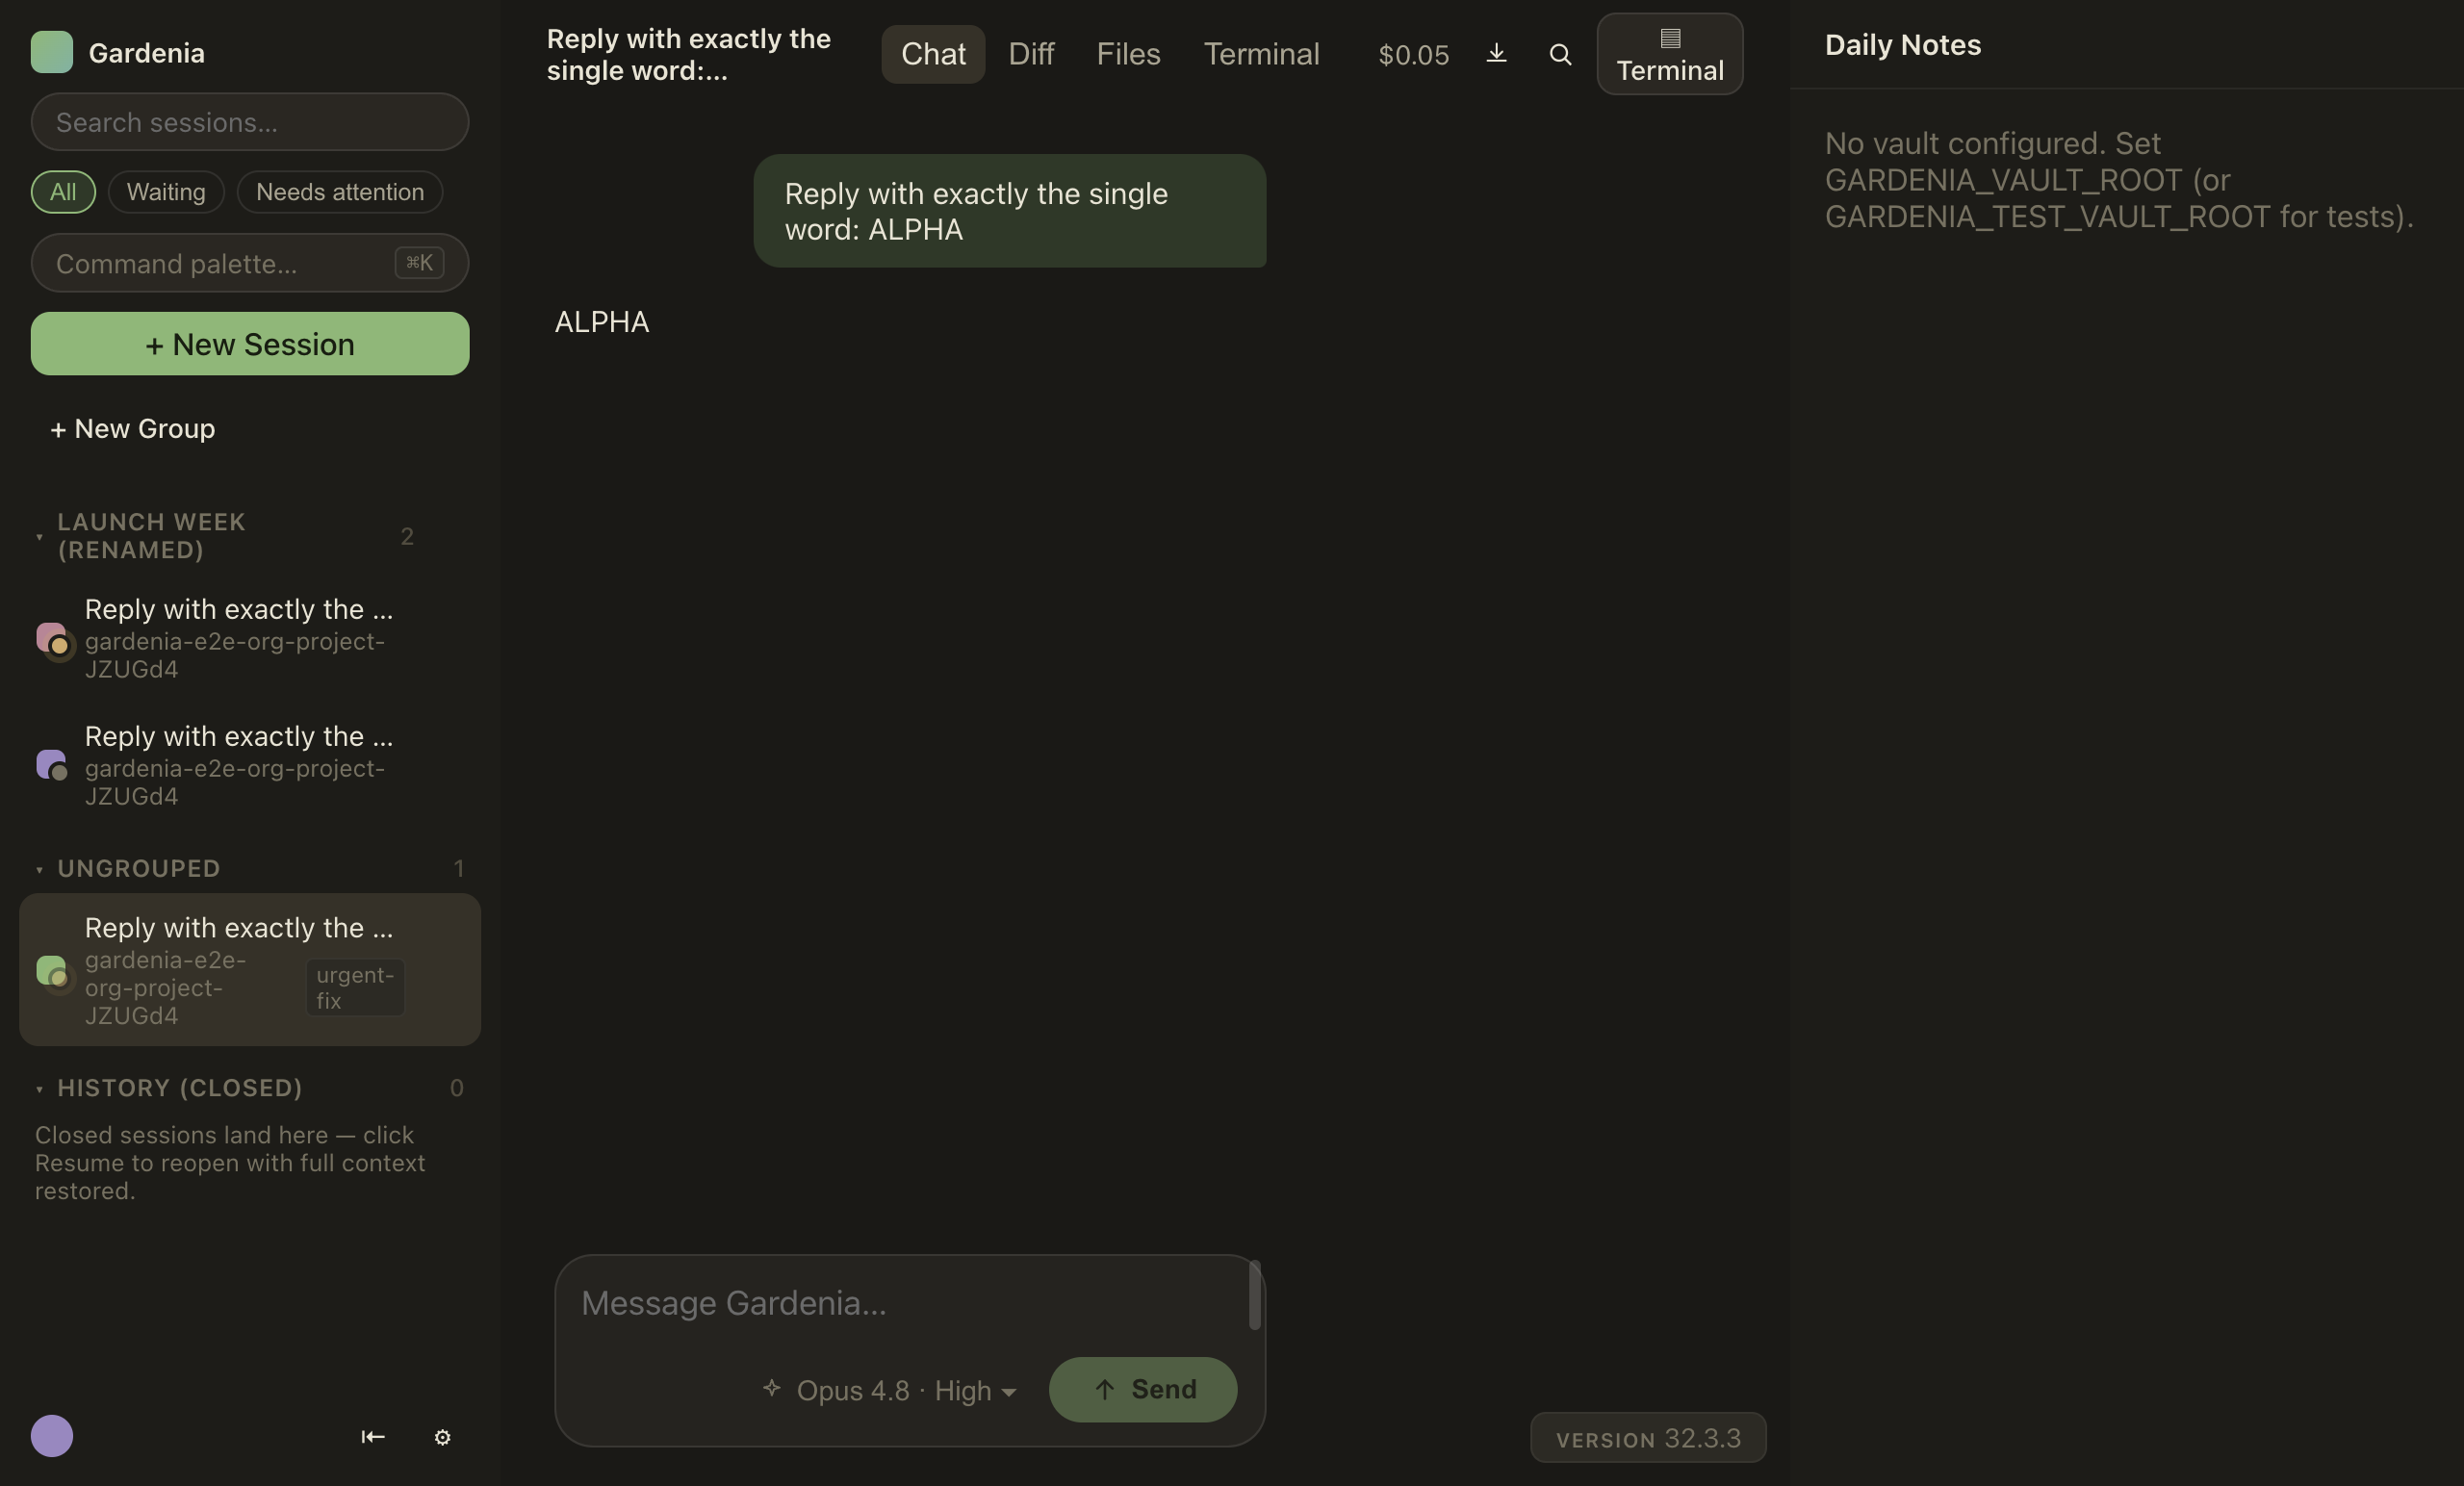 Gardenia
Search sessions...
All
Waiting
Needs attention
Command palette...
⌘K
+ New Session
+ New Group
LAUNCH WEEK
(RENAMED)
2
Reply with exactly the ...
gardenia-e2e-org-project-
JZUGd4
Reply with exactly the ...
gardenia-e2e-org-project-
JZUGd4
UNGROUPED
1
Reply with exactly the ...
gardenia-e2e-
org-project-
JZUGd4
urgent-
fix
HISTORY (CLOSED)
0
Closed sessions land here — click
Resume to reopen with full context
restored.
Reply with exactly the
single word:...
Chat
Diff
Files
Terminal
$0.05
Terminal
Reply with exactly the single
word: ALPHA
ALPHA
Message Gardenia...
Opus 4.8 · High
Send
VERSION 32.3.3
Daily Notes
No vault configured. Set
GARDENIA_VAULT_ROOT (or
GARDENIA_TEST_VAULT_ROOT for tests).